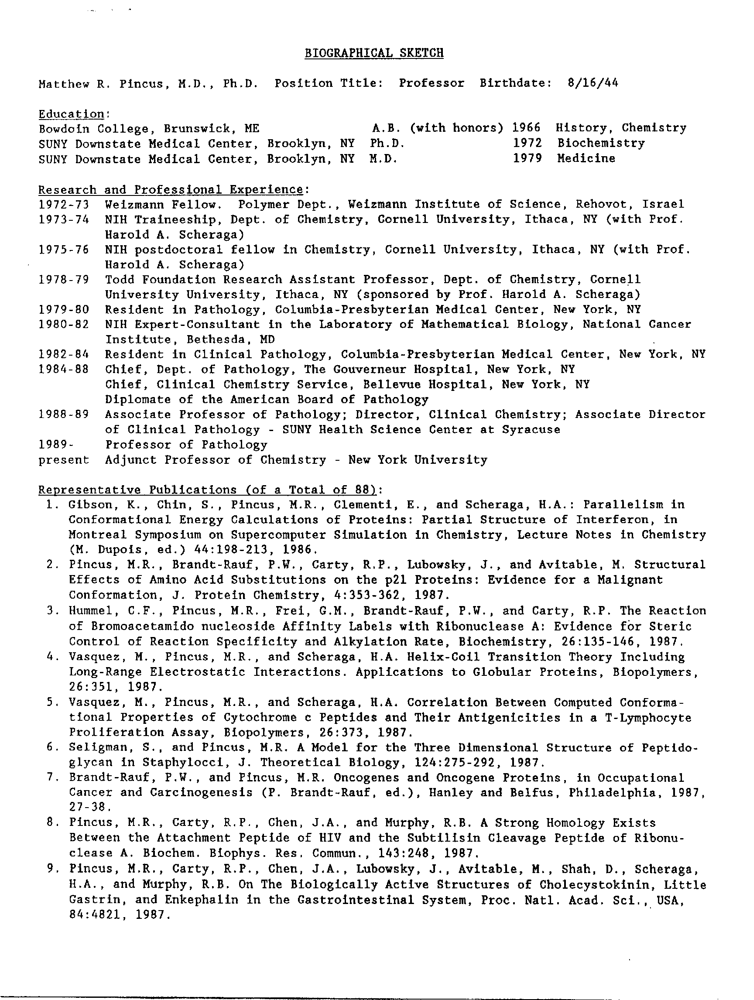 BIOGRAPHICAL SKETCH
Matthew R. Pincus, M.D., Ph.D. Position Title: Professor Birthdate: 8/16/44
Education:
Bowdoin College, Brunswick, ME A.B. (with honors) 1966 History, Chemistry
SUNY Downstate Medical Center, Brooklyn, NY Ph.D. 1972 Biochemistry
SUNY Downstate Medical Center, Brooklyn, NY M.D. 1979 Medicine
Research and Professional Experience:
1972-73 Weizmann Fellow. Polymer Dept., Weizmann Institute of Science, Rehovot, Israel
1973-74 NIH Traineeship, Dept. of Chemistry, Cornell University, Ithaca, NY (with Prof.
Harold A. Scheraga)
1975-76 NIH postdoctoral fellow in Chemistry, Cornell University, Ithaca, NY (with Prof.
Harold A. Scheraga)
1978-79 Todd Foundation Research Assistant Professor, Dept. of Chemistry, Cornell
University University, Ithaca, NY (sponsored by Prof. Harold A. Scheraga)
1979-80 Resident in Pathology, Columbia-Presbyterian Medical Center, New York, NY
1980-82 NIH Expert-Consultant in the Laboratory of Mathematical Biology, National Cancer
Institute, Bethesda, MD
1982-84 Resident in Clinical Pathology, Columbia-Presbyterian Medical Center, New York, NY
1984-88 Chief, Dept. of Pathology, The Gouverneur Hospital, New York, NY
Chief, Clinical Chemistry Service, Bellevue Hospital, New York, NY
Diplomate of the American Board of Pathology
1988-89 Associate Professor of Pathology; Director, Clinical Chemistry; Associate Director
of Clinical Pathology - SUNY Health Science Center at Syracuse
1989- Professor of Pathology
present Adjunct Professor of Chemistry - New York University
Representative Publications (of a Total of 88):
1. Gibson, K., Chin, S., Pincus, M.R., Clementi, E., and Scheraga, H.A.: Parallelism in
Conformational Energy Calculations of Proteins: Partial Structure of Interferon, in
Montreal Symposium on Supercomputer Simulation in Chemistry, Lecture Notes in Chemistry
(M. Dupois, ed.) 44:198-213, 1986.
2. Pincus, M.R., Brandt-Rauf, P.W., Carty, R.P., Lubowsky, J., and Avitable, M. Structural
Effects of Amino Acid Substitutions on the p21 Proteins: Evidence for a Malignant
Conformation, J. Protein Chemistry, 4:353-362, 1987.
3. Hummel, C.F., Pincus, M.R., Frei, G.M., Brandt-Rauf, P.W., and Carty, R.P. The Reaction
of Bromoacetamido nucleoside Affinity Labels with Ribonuclease A: Evidence for Steric
Control of Reaction Specificity and Alkylation Rate, Biochemistry, 26:135-146, 1987.
4. Vasquez, M., Pincus, M.R., and Scheraga, H.A. Helix-Coil Transition Theory Including
Long-Range Electrostatic Interactions. Applications to Globular Proteins, Biopolymers,
26:351, 1987.
5. Vasquez, M., Pincus, M.R., and Scheraga, H.A. Correlation Between Computed Conforma-
tional Properties of Cytochrome c Peptides and Their Antigenicities in a T-Lymphocyte
Proliferation Assay, Biopolymers, 26:373, 1987.
6. Seligman, S., and Pincus, M.R. A Model for the Three Dimensional Structure of Peptido-
glycan in Staphylocci, J. Theoretical Biology, 124:275-292, 1987.
7. Brandt-Rauf, P.W., and Pincus, M.R. Oncogenes and Oncogene Proteins, in Occupational
Cancer and Carcinogenesis (P. Brandt-Rauf, ed.), Hanley and Belfus, Philadelphia, 1987,
27-38.
8. Pincus, M.R., Carty, R.P., Chen, J.A., and Murphy, R.B. A Strong Homology Exists
Between the Attachment Peptide of HIV and the Subtilisin Cleavage Peptide of Ribonu-
clease A. Biochem. Biophys. Res. Commun., 143:248, 1987.
9. Pincus, M.R., Carty, R.P., Chen, J.A., Lubowsky, J., Avitable, M., Shah, D., Scheraga,
H.A., and Murphy, R.B. On The Biologically Active Structures of Cholecystokinin, Little
Gastrin, and Enkephalin in the Gastrointestinal System, Proc. Natl. Acad. Sci., USA,
84:4821, 1987.